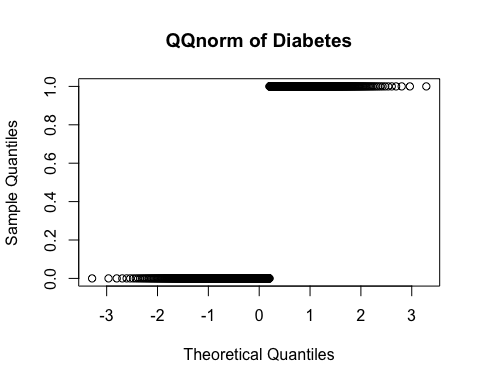 QQnorm of Diabetes
Sample Quantiles
1.0
0.8
0.6
0.4
0.2
0.0
-3 -2 -1 0 1 2 3
Theoretical Quantiles